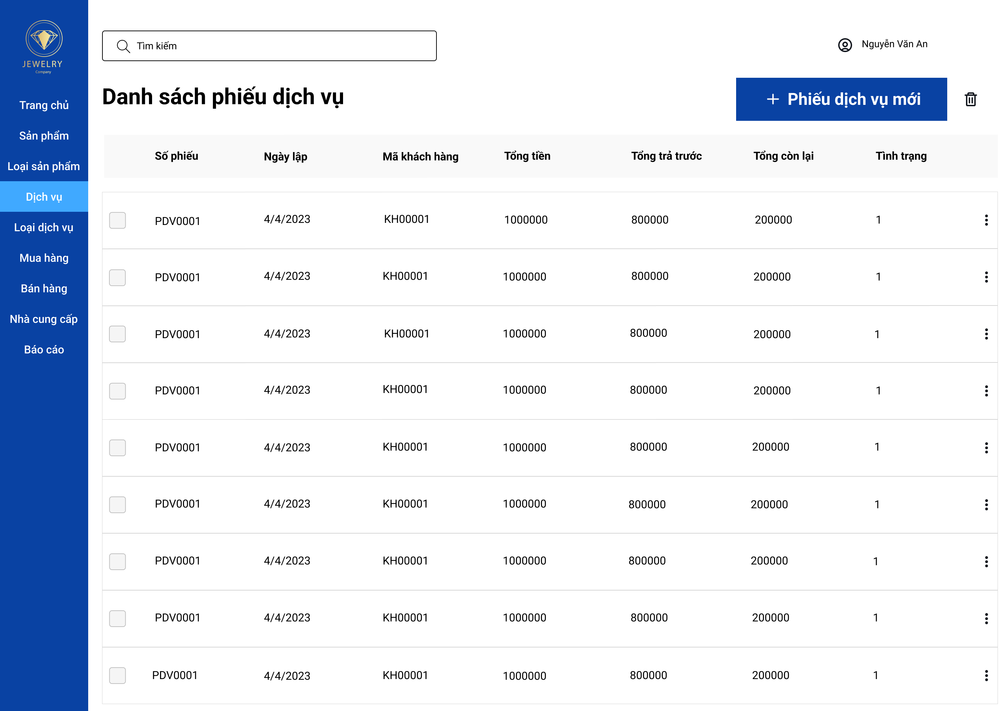 JEWELRY
Company
Trang chủ
Sản phẩm
Loại sản phẩm
Dịch vụ
Loại dịch vụ
Mua hàng
Bán hàng
Nhà cung cấp
Báo cáo
Tìm kiếm
Nguyễn Văn An
Danh sách phiếu dịch vụ
+ Phiếu dịch vụ mới
Số phiếu Ngày lập Mã khách hàng Tổng tiền Tổng trả trước Tổng còn lại Tình trạng
PDV0001 4/4/2023 KH00001 1000000 800000 200000 1
PDV0001 4/4/2023 KH00001 1000000 800000 200000 1
PDV0001 4/4/2023 KH00001 1000000 800000 200000 1
PDV0001 4/4/2023 KH00001 1000000 800000 200000 1
PDV0001 4/4/2023 KH00001 1000000 800000 200000 1
PDV0001 4/4/2023 KH00001 1000000 800000 200000 1
PDV0001 4/4/2023 KH00001 1000000 800000 200000 1
PDV0001 4/4/2023 KH00001 1000000 800000 200000 1
PDV0001 4/4/2023 KH00001 1000000 800000 200000 1